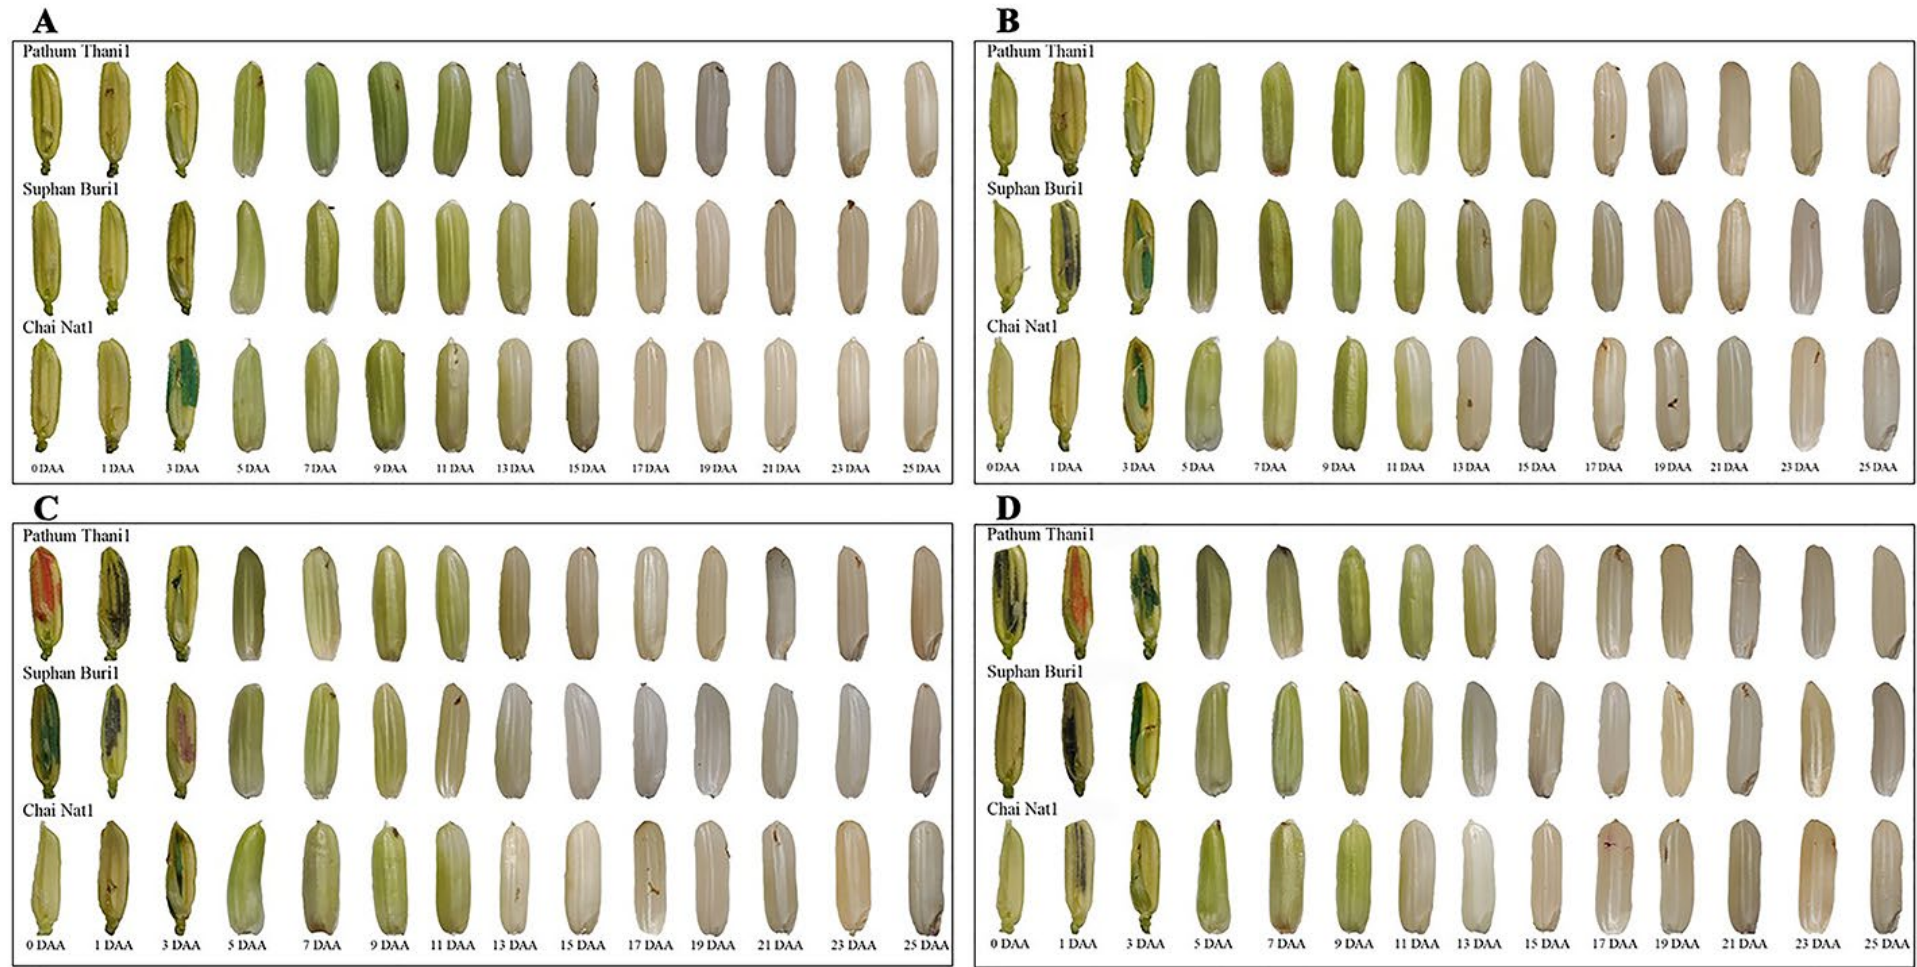 A
Pathum Thani1
Suphan Buri1
Chai Nat1
0 DAA 1 DAA 3 DAA 5 DAA 7 DAA 9 DAA 11 DAA 13 DAA 15 DAA 17 DAA 19 DAA 21 DAA 23 DAA 25 DAA
B
Pathum Thani1
Suphan Buri1
Chai Nat1
0 DAA 1 DAA 3 DAA 5 DAA 7 DAA 9 DAA 11 DAA 13 DAA 15 DAA 17 DAA 19 DAA 21 DAA 23 DAA 25 DAA
C
Pathum Thani1
Suphan Buri1
Chai Nat1
0 DAA 1 DAA 3 DAA 5 DAA 7 DAA 9 DAA 11 DAA 13 DAA 15 DAA 17 DAA 19 DAA 21 DAA 23 DAA 25 DAA
D
Pathum Thani1
Suphan Buri1
Chai Nat1
0 DAA 1 DAA 3 DAA 5 DAA 7 DAA 9 DAA 11 DAA 13 DAA 15 DAA 17 DAA 19 DAA 21 DAA 23 DAA 25 DAA